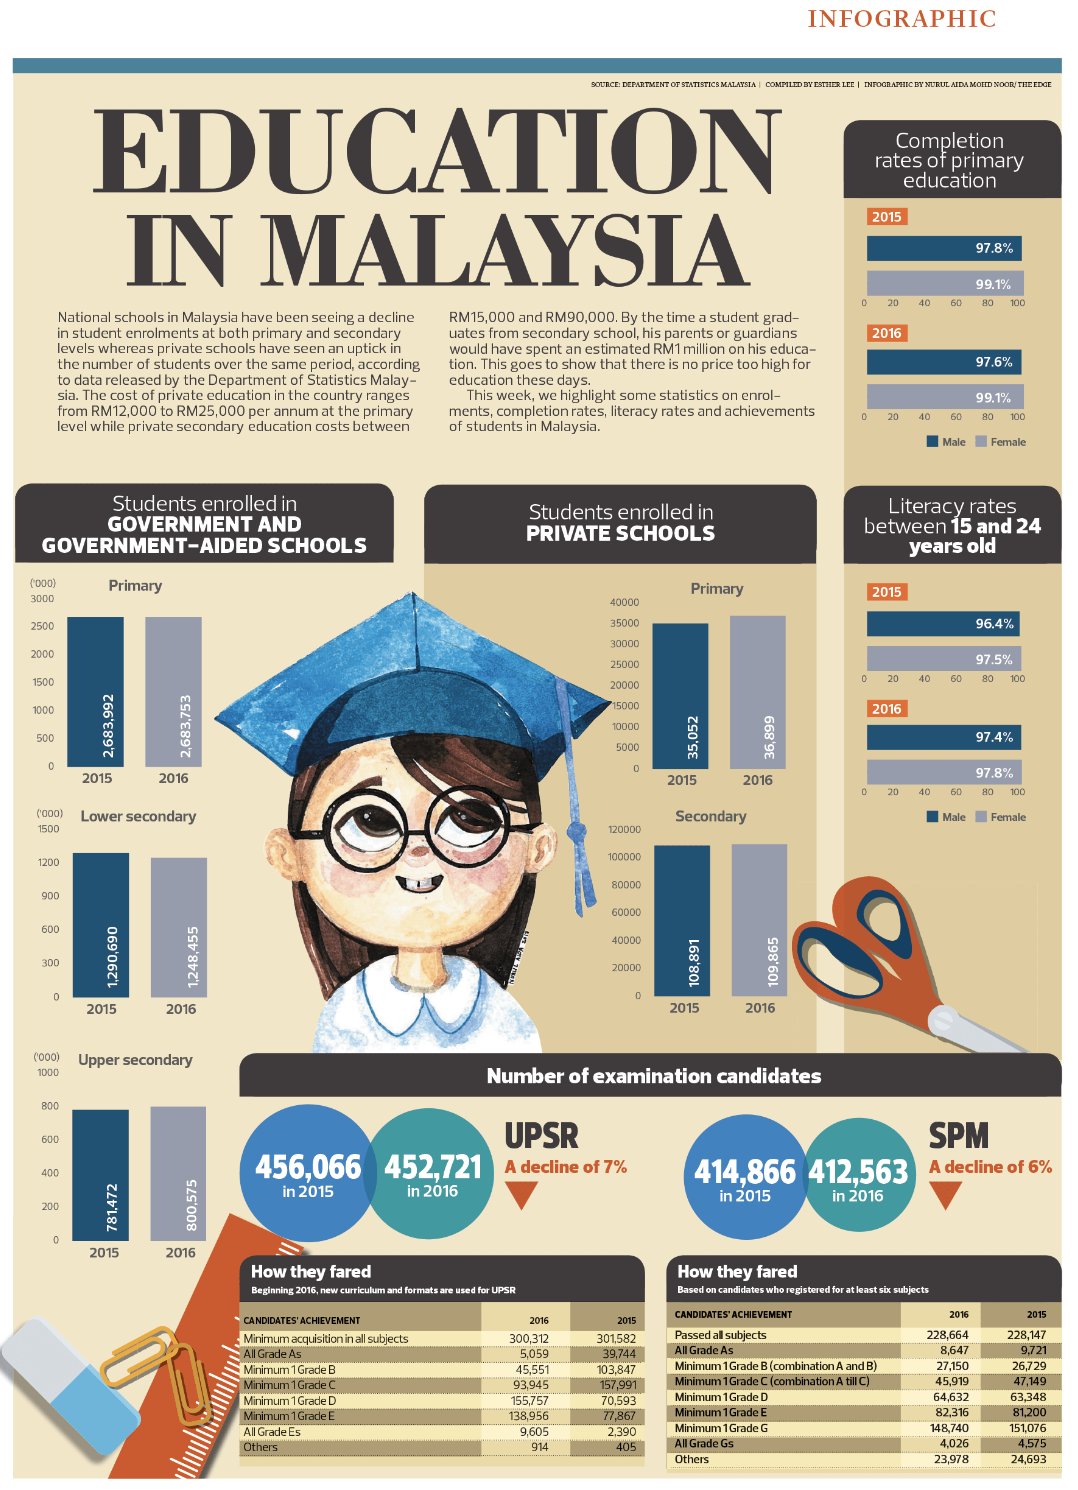 INFOGRAPHIC
SOURCE: DEPARTMENT OF STATISTICS MALAYSIA | COMPILED BY ESTHER LEE | INFOGRAPHIC BY NURUL AIDA MOHD NOOR/ THE EDGE
EDUCATION
IN MALAYSIA
National schools in Malaysia have been seeing a decline
in student enrolments at both primary and secondary
levels whereas private schools have seen an uptick in
the number of students over the same period, according
to data released by the Department of Statistics Malay-
sia. The cost of private education in the country ranges
from RM12,000 to RM25,000 per annum at the primary
level while private secondary education costs between
RM15,000 and RM90,000. By the time a student grad-
uates from secondary school, his parents or guardians
would have spent an estimated RM1 million on his educa-
tion. This goes to show that there is no price too high for
education these days.
This week, we highlight some statistics on enrol-
ments, completion rates, literacy rates and achievements
of students in Malaysia.
Completion
rates of primary
education
2015
97.8%
99.1%
0 20 40 60 80 100
2016
97.6%
99.1%
0 20 40 60 80 100
Male Female
Students enrolled in
GOVERNMENT AND
GOVERNMENT-AIDED SCHOOLS
('000) Primary
3000
2500
2000
1500
1000
500
0
2,683,992
2,683,753
2015 2016
('000) Lower secondary
1500
1200
900
600
300
0
1,290,690
1,248,455
2015 2016
('000) Upper secondary
1000
800
600
400
200
0
781,472
800,575
2015 2016
Students enrolled in
PRIVATE SCHOOLS
Primary
40000
35000
30000
25000
20000
15000
10000
5000
0
35,052
36,899
2015 2016
Secondary
120000
100000
80000
60000
40000
20000
0
108,891
109,865
2015 2016
Literacy rates
between 15 and 24
years old
2015
96.4%
97.5%
0 20 40 60 80 100
2016
97.4%
97.8%
0 20 40 60 80 100
Male Female
Number of examination candidates
456,066
in 2015
452,721
in 2016
UPSR
A decline of 7%
414,866
in 2015
412,563
in 2016
SPM
A decline of 6%
How they fared
Beginning 2016, new curriculum and formats are used for UPSR
CANDIDATES' ACHIEVEMENT 2016 2015
Minimum acquisition in all subjects 300,312 301,582
All Grade As 5,059 39,744
Minimum 1 Grade B 45,551 103,847
Minimum 1 Grade C 93,945 157,991
Minimum 1 Grade D 155,757 70,593
Minimum 1 Grade E 138,956 77,867
All Grade Es 9,605 2,390
Others 914 405
How they fared
Based on candidates who registered for at least six subjects
CANDIDATES' ACHIEVEMENT 2016 2015
Passed all subjects 228,664 228,147
All Grade As 8,647 9,721
Minimum 1 Grade B (combination A and B) 27,150 26,729
Minimum 1 Grade C (combination A till C) 45,919 47,149
Minimum 1 Grade D 64,632 63,348
Minimum 1 Grade E 82,316 81,200
Minimum 1 Grade G 148,740 151,076
All Grade Gs 4,026 4,575
Others 23,978 24,693